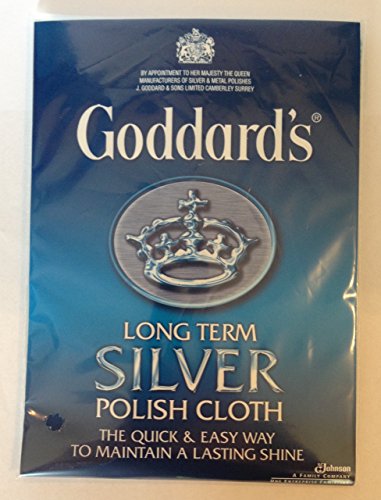 BY APPOINTMENT TO HER MAJESTY THE QUEEN
MANUFACTURERS OF SILVER & METAL POLISHES
J. GODDARD & SONS LIMITED CAMBERLEY SURREY
Goddard's®
LONG TERM
SILVER
POLISH CLOTH
THE QUICK & EASY WAY
TO MAINTAIN A LASTING SHINE
Johnson
A FAMILY COMPANY